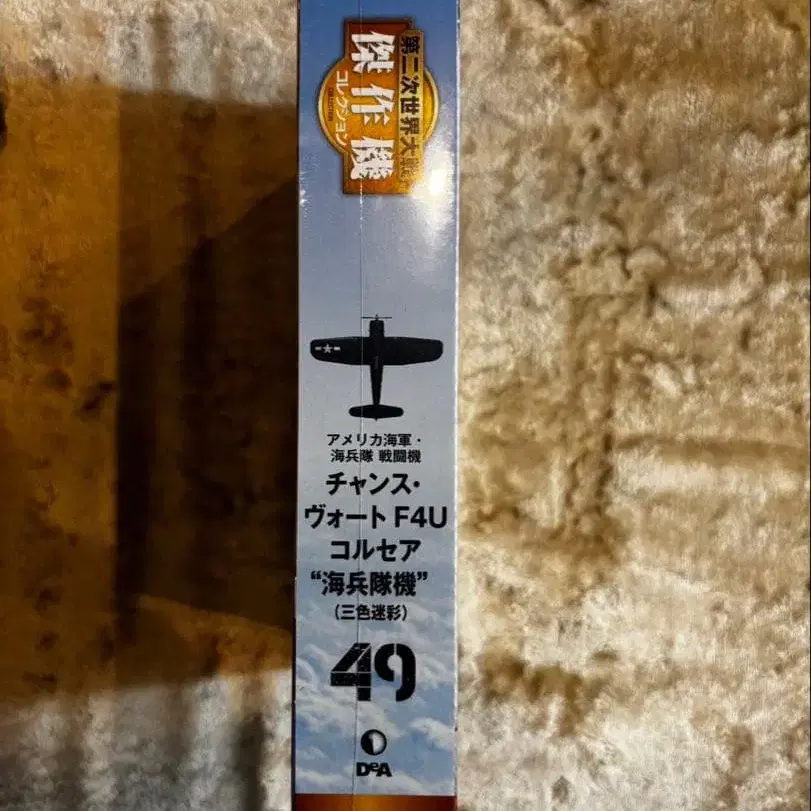 第二次世界大戦
傑作機
コレクション
COLLECTION
アメリカ海軍・
海兵隊 戦闘機
チャンス・
ヴォート F4U
コルセア
“海兵隊機”
(三色迷彩)
49
DeA